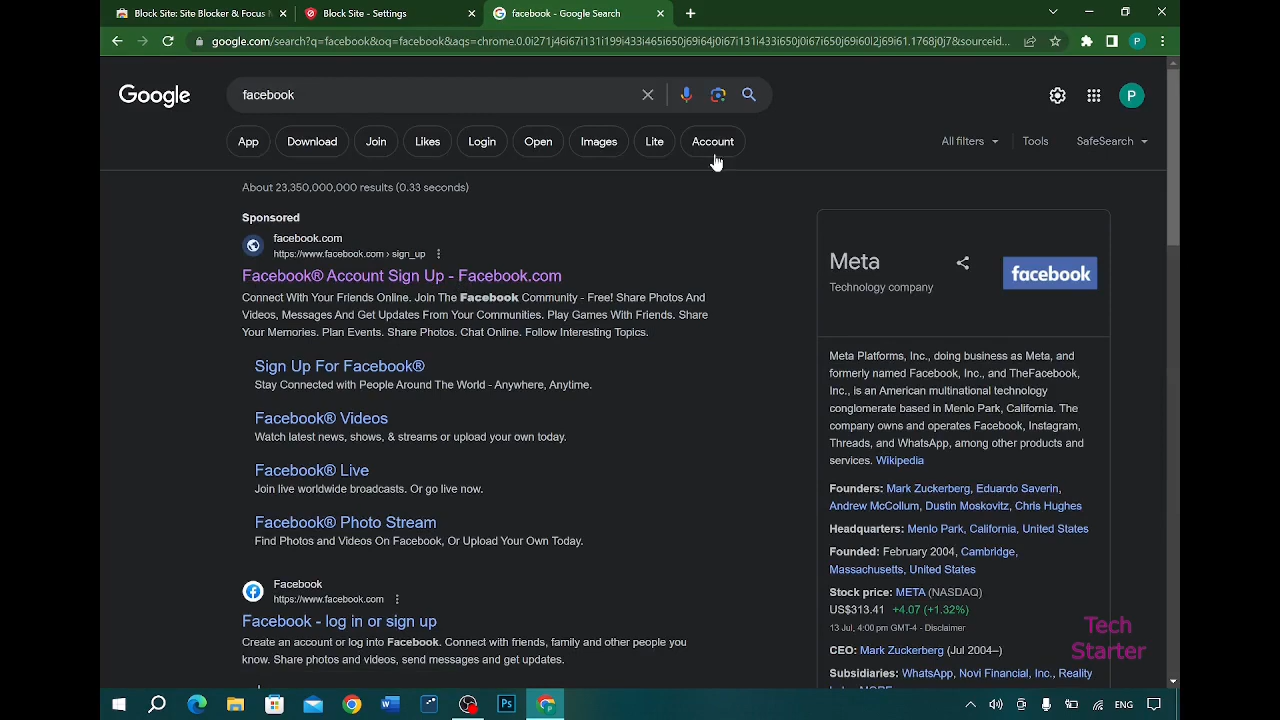 Block Site: Site Blocker & Focus
Block Site - Settings
facebook - Google Search
google.com/search?q=facebook&oq=facebook&aqs=chrome.0.0i271j46i67i131i199i433i465i650j69i64j0i67i131i433i650j0i67i650j69i60l2j69i61.1768j0j7&sourceid...
P
Google
facebook
P
App
Download
Join
Likes
Login
Open
Images
Lite
Account
All filters
Tools
SafeSearch
About 23,350,000,000 results (0.33 seconds)
Sponsored
facebook.com
https://www.facebook.com › sign_up
Facebook® Account Sign Up - Facebook.com
Connect With Your Friends Online. Join The Facebook Community - Free! Share Photos And
Videos, Messages And Get Updates From Your Communities. Play Games With Friends. Share
Your Memories. Plan Events. Share Photos. Chat Online. Follow Interesting Topics.
Sign Up For Facebook®
Stay Connected with People Around The World - Anywhere, Anytime.
Facebook® Videos
Watch latest news, shows, & streams or upload your own today.
Facebook® Live
Join live worldwide broadcasts. Or go live now.
Facebook® Photo Stream
Find Photos and Videos On Facebook, Or Upload Your Own Today.
Facebook
https://www.facebook.com
Facebook - log in or sign up
Create an account or log into Facebook. Connect with friends, family and other people you
know. Share photos and videos, send messages and get updates.
Meta
Technology company
facebook
Meta Platforms, Inc., doing business as Meta, and
formerly named Facebook, Inc., and TheFacebook,
Inc., is an American multinational technology
conglomerate based in Menlo Park, California. The
company owns and operates Facebook, Instagram,
Threads, and WhatsApp, among other products and
services. Wikipedia
Founders: Mark Zuckerberg, Eduardo Saverin,
Andrew McCollum, Dustin Moskovitz, Chris Hughes
Headquarters: Menlo Park, California, United States
Founded: February 2004, Cambridge,
Massachusetts, United States
Stock price: META (NASDAQ)
US$313.41 +4.07 (+1.32%)
13 Jul, 4:00 pm GMT-4 - Disclaimer
CEO: Mark Zuckerberg (Jul 2004–)
Subsidiaries: WhatsApp, Novi Financial, Inc., Reality
Tech
Starter
W
Ps
ENG